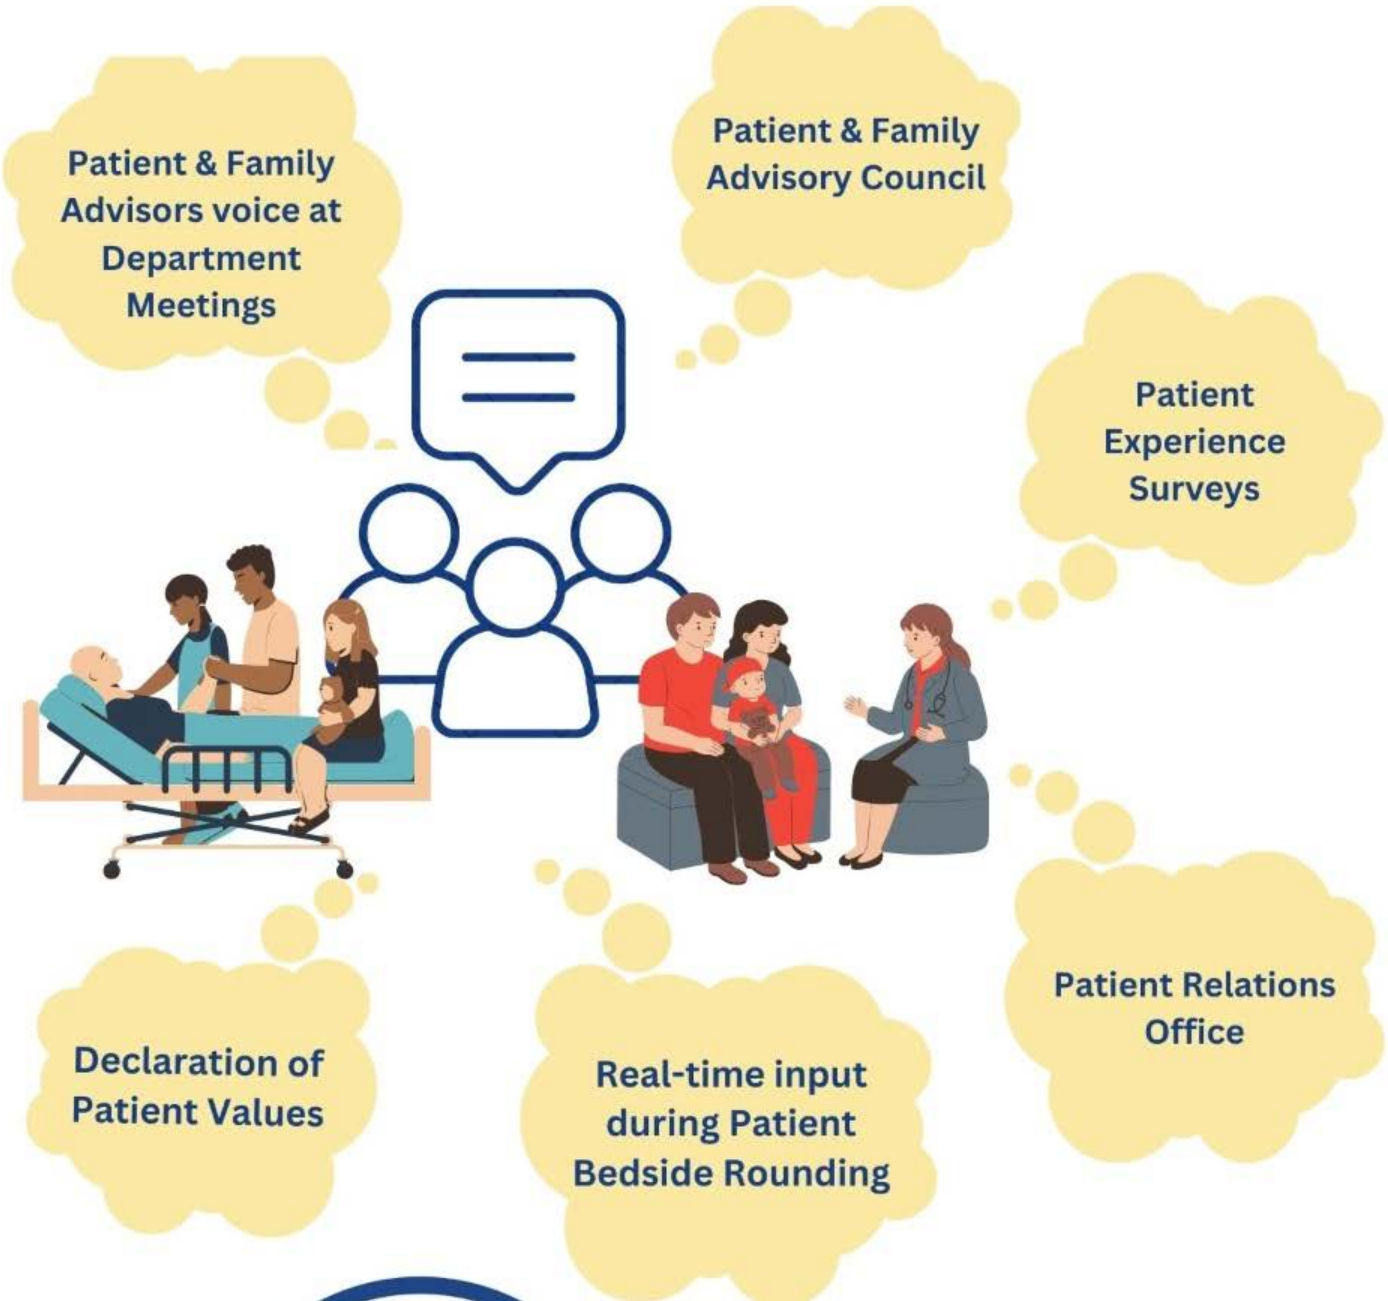 Patient & Family
Advisors voice at
Department
Meetings
Patient & Family
Advisory Council
Patient
Experience
Surveys
Patient Relations
Office
Declaration of
Patient Values
Real-time input
during Patient
Bedside Rounding